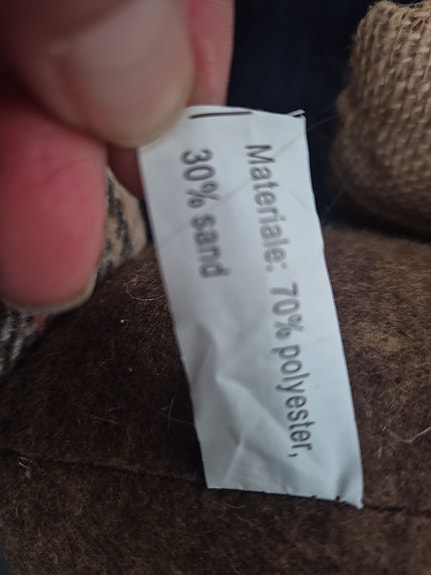 Materiale: 70% polyester,
30% sand